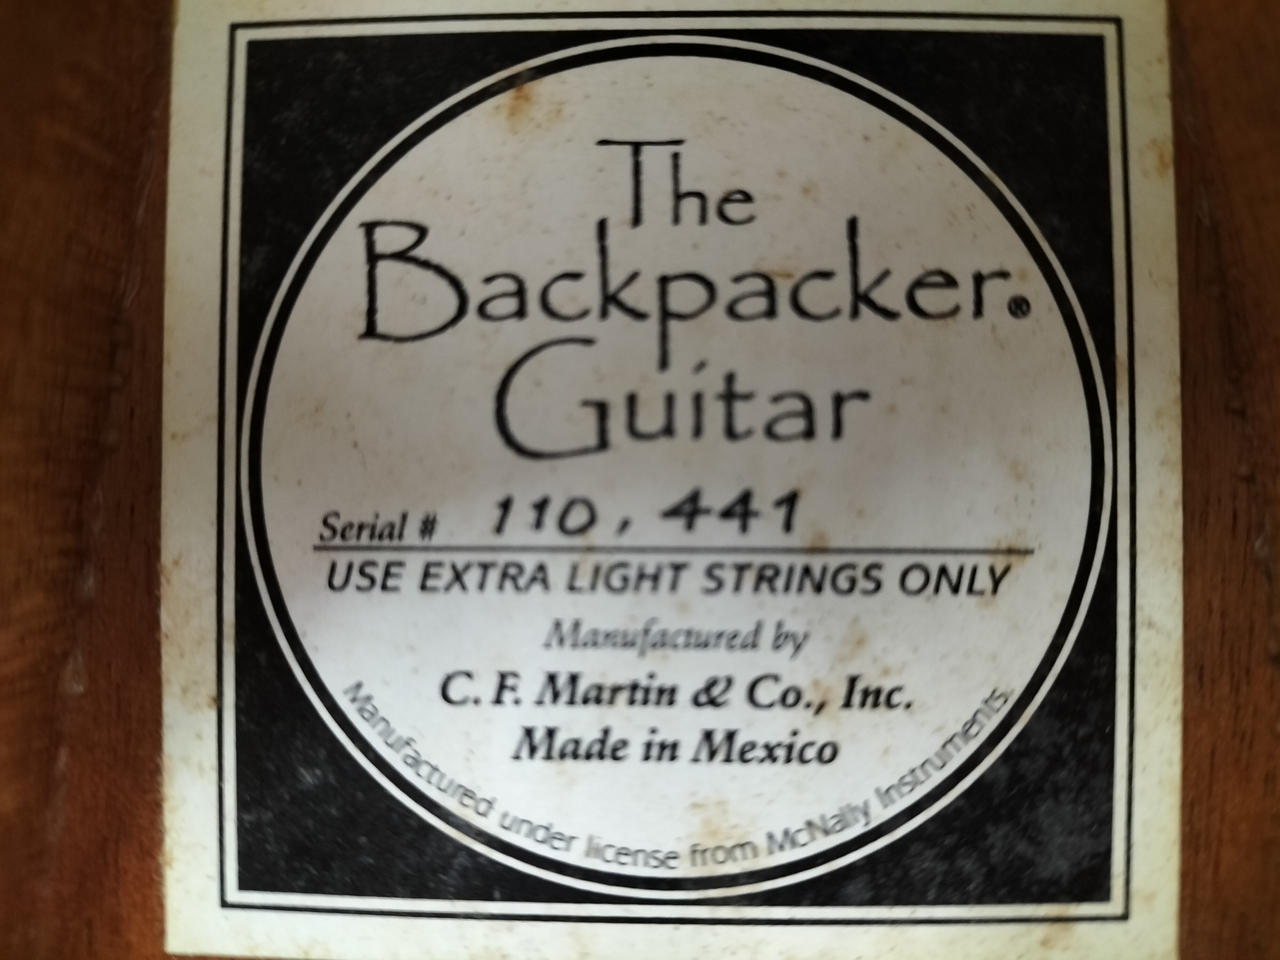 The
Backpacker®
Guitar
Serial # 110,441
USE EXTRA LIGHT STRINGS ONLY
Manufactured by
C. F. Martin & Co., Inc.
Made in Mexico
Manufactured under license from McNally Instruments.